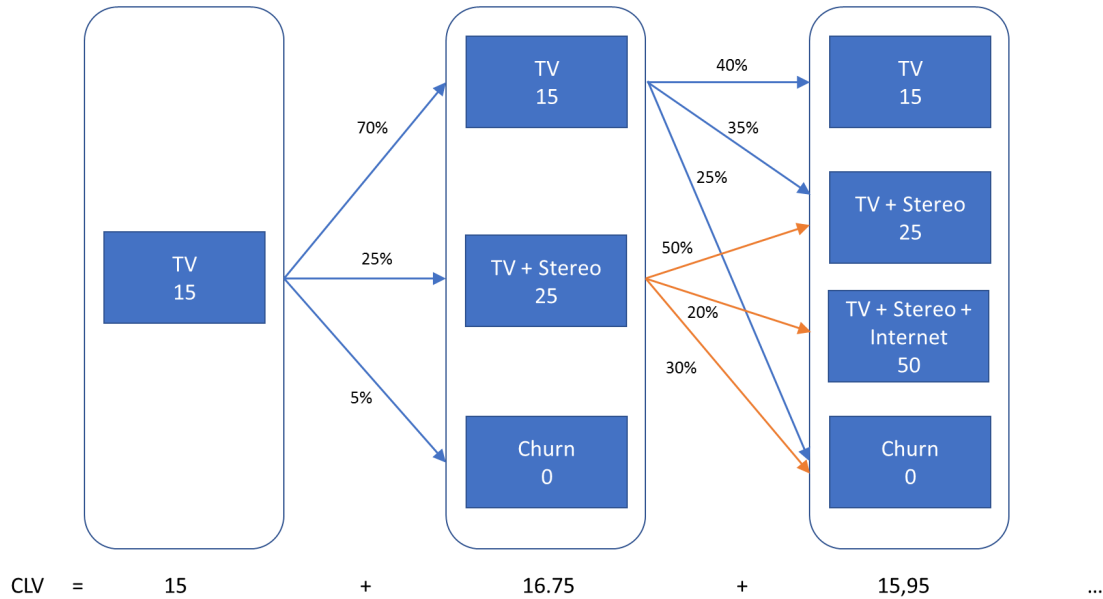 TV
15
70%
25%
5%
TV
15
TV + Stereo
25
Churn
0
40%
35%
25%
50%
20%
30%
TV
15
TV + Stereo
25
TV + Stereo +
Internet
50
Churn
0
CLV = 15 + 16.75 + 15,95 ...